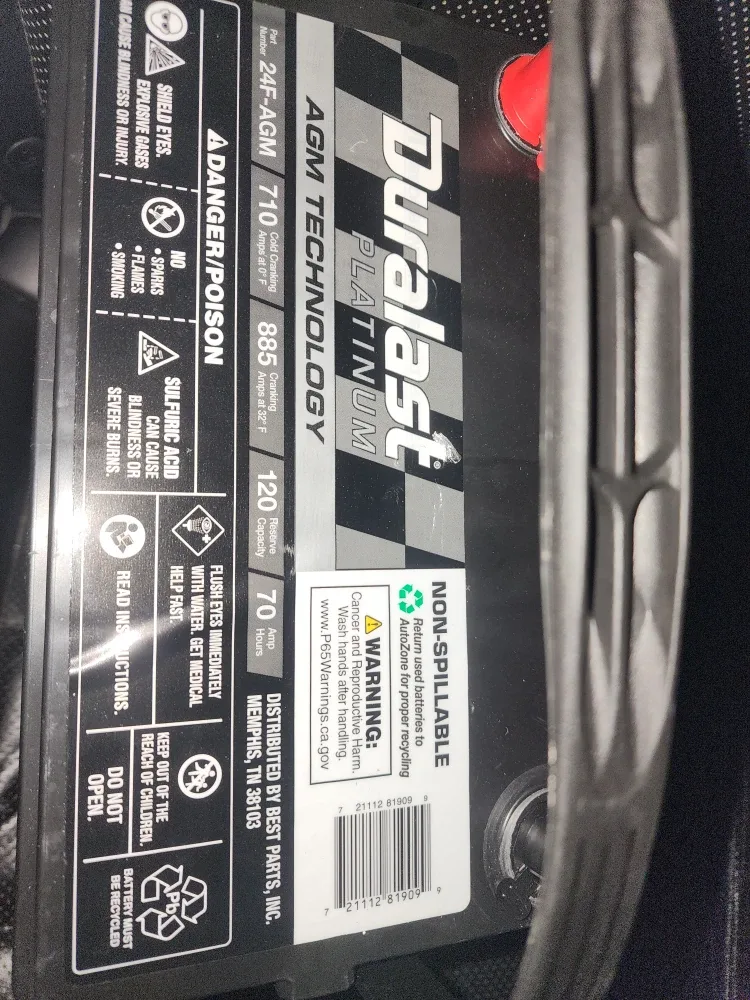 Duralast®
PLATINUM
AGM TECHNOLOGY
NON-SPILLABLE
Return used batteries to
AutoZone for proper recycling
WARNING:
Cancer and Reproductive Harm.
Wash hands after handling.
www.P65Warnings.ca.gov
7 21112 81909 9
7 21112 81909 9
Part Number 24F-AGM
710 Cold Cranking Amps at 0° F
885 Cranking Amps at 32° F
120 Reserve Capacity
70 Amp Hours
DISTRIBUTED BY BEST PARTS, INC.
MEMPHIS, TN 38103
DANGER/POISON
SHIELD EYES.
EXPLOSIVE GASES
CAN CAUSE BLINDNESS OR INJURY.
NO
• SPARKS
• FLAMES
• SMOKING
SULFURIC ACID
CAN CAUSE
BLINDNESS OR
SEVERE BURNS.
FLUSH EYES IMMEDIATELY
WITH WATER. GET MEDICAL
HELP FAST.
READ INSTRUCTIONS.
KEEP OUT OF THE
REACH OF CHILDREN.
DO NOT
OPEN.
Pb
BATTERY MUST
BE RECYCLED